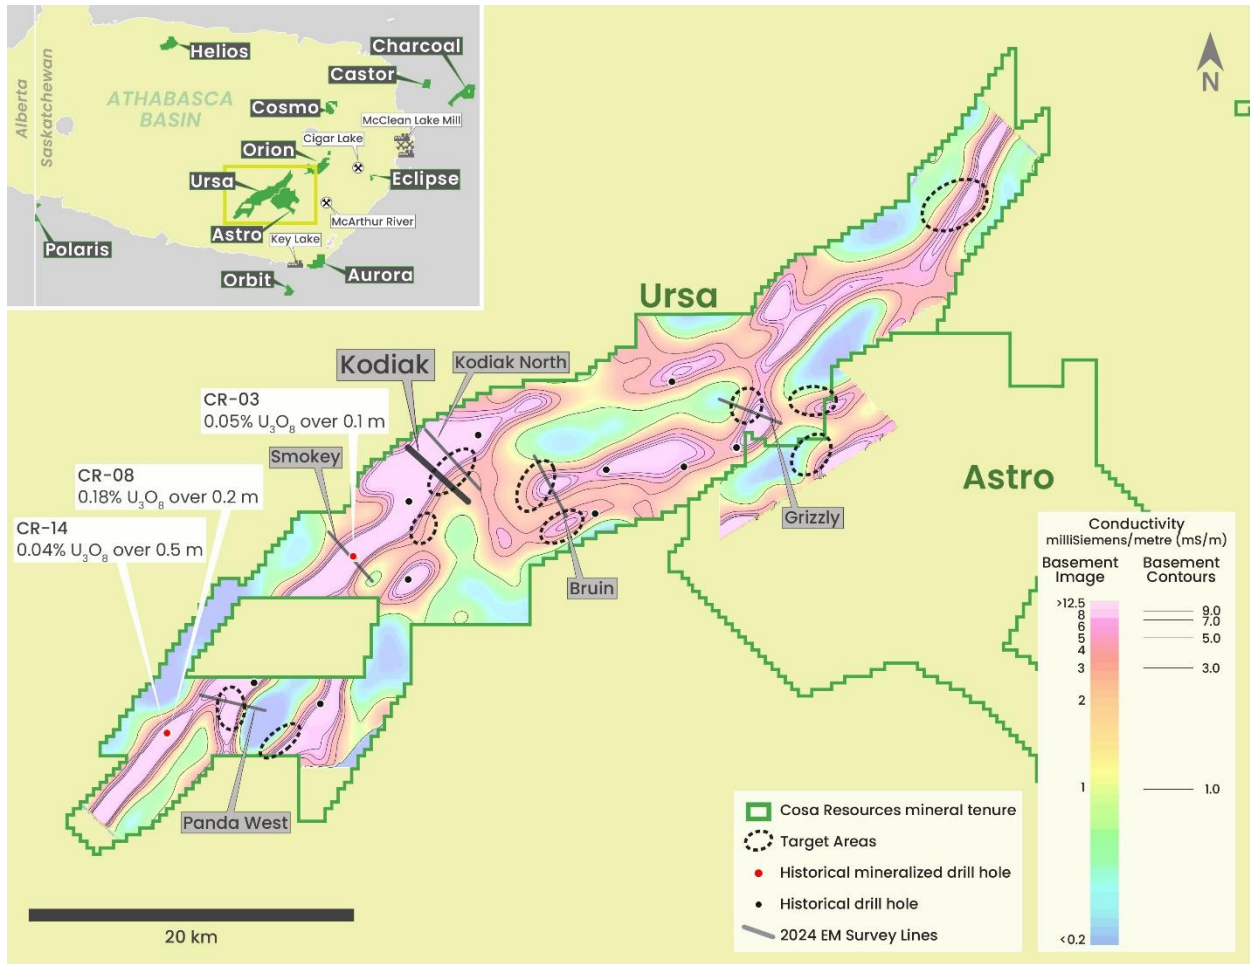 Alberta
Saskatchewan
Helios
Charcoal
Castor
ATHABASCA
BASIN
Cosmo
McClean Lake Mill
Cigar Lake
Orion
Ursa
Eclipse
McArthur River
Astro
Key Lake
Polaris
Orbit
Aurora
N
Ursa
Kodiak
Kodiak North
CR-03
0.05% U₃O₈ over 0.1 m
Smokey
CR-08
0.18% U₃O₈ over 0.2 m
CR-14
0.04% U₃O₈ over 0.5 m
Astro
Grizzly
Bruin
Panda West
Conductivity
milliSiemens/metre (mS/m)
Basement Basement
Image Contours
>12.5
8
6
5
4
3
2
1
<0.2
9.0
7.0
5.0
3.0
1.0
Cosa Resources mineral tenure
Target Areas
Historical mineralized drill hole
Historical drill hole
2024 EM Survey Lines
20 km